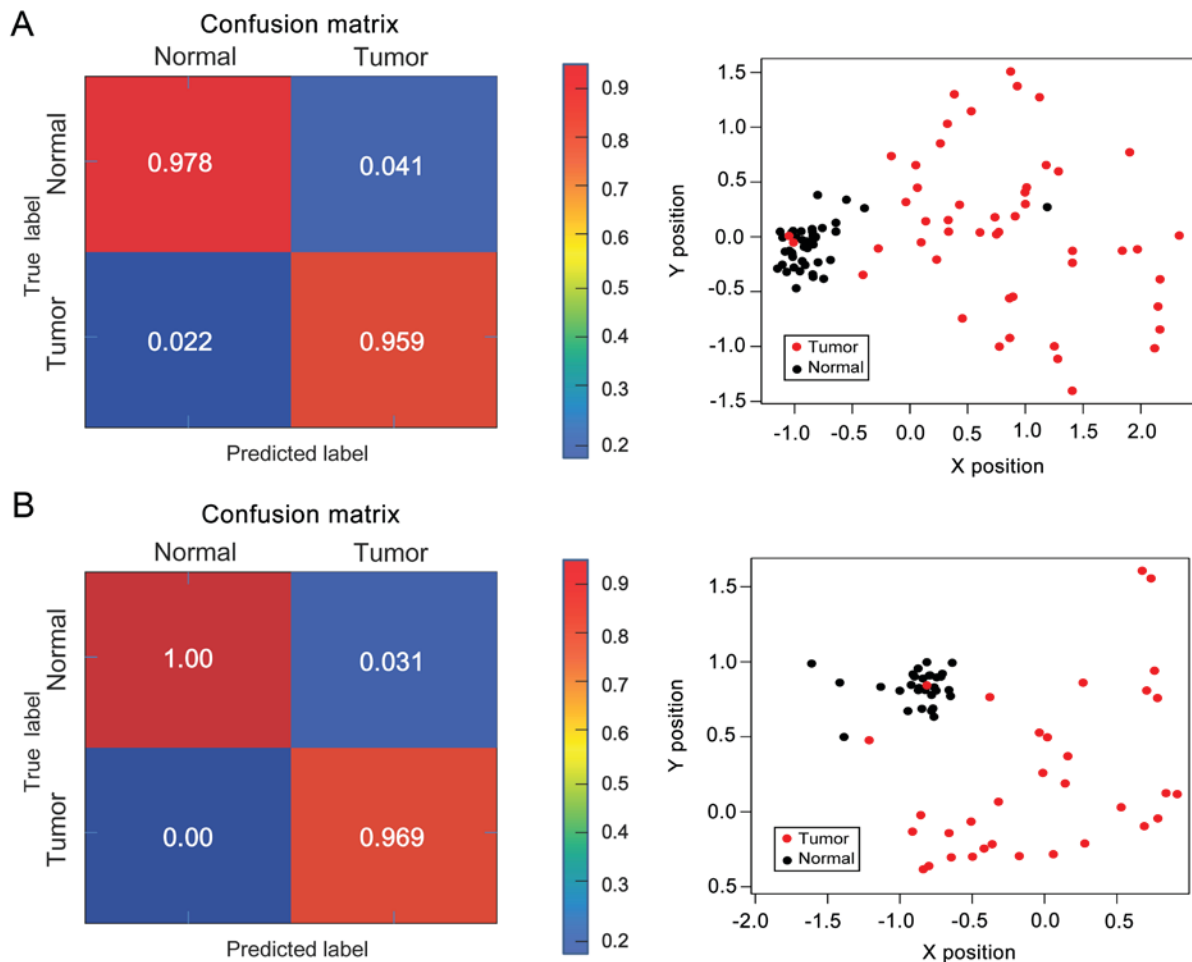 A
Confusion matrix
Normal Tumor
True label
Normal
Tumor
0.978 0.041
0.022 0.959
Predicted label
0.9
0.8
0.7
0.6
0.5
0.4
0.3
0.2
Y position
1.5
1.0
0.5
0.0
-0.5
-1.0
-1.5
Tumor
Normal
-1.0 -0.5 0.0 0.5 1.0 1.5 2.0
X position
B
Confusion matrix
Normal Tumor
True label
Normal
Tumor
1.00 0.031
0.00 0.969
Predicted label
0.9
0.8
0.7
0.6
0.5
0.4
0.3
0.2
Y position
1.5
1.0
0.5
0.0
0.5
Tumor
Normal
-2.0 -1.5 -1.0 -0.5 0.0 0.5
X position